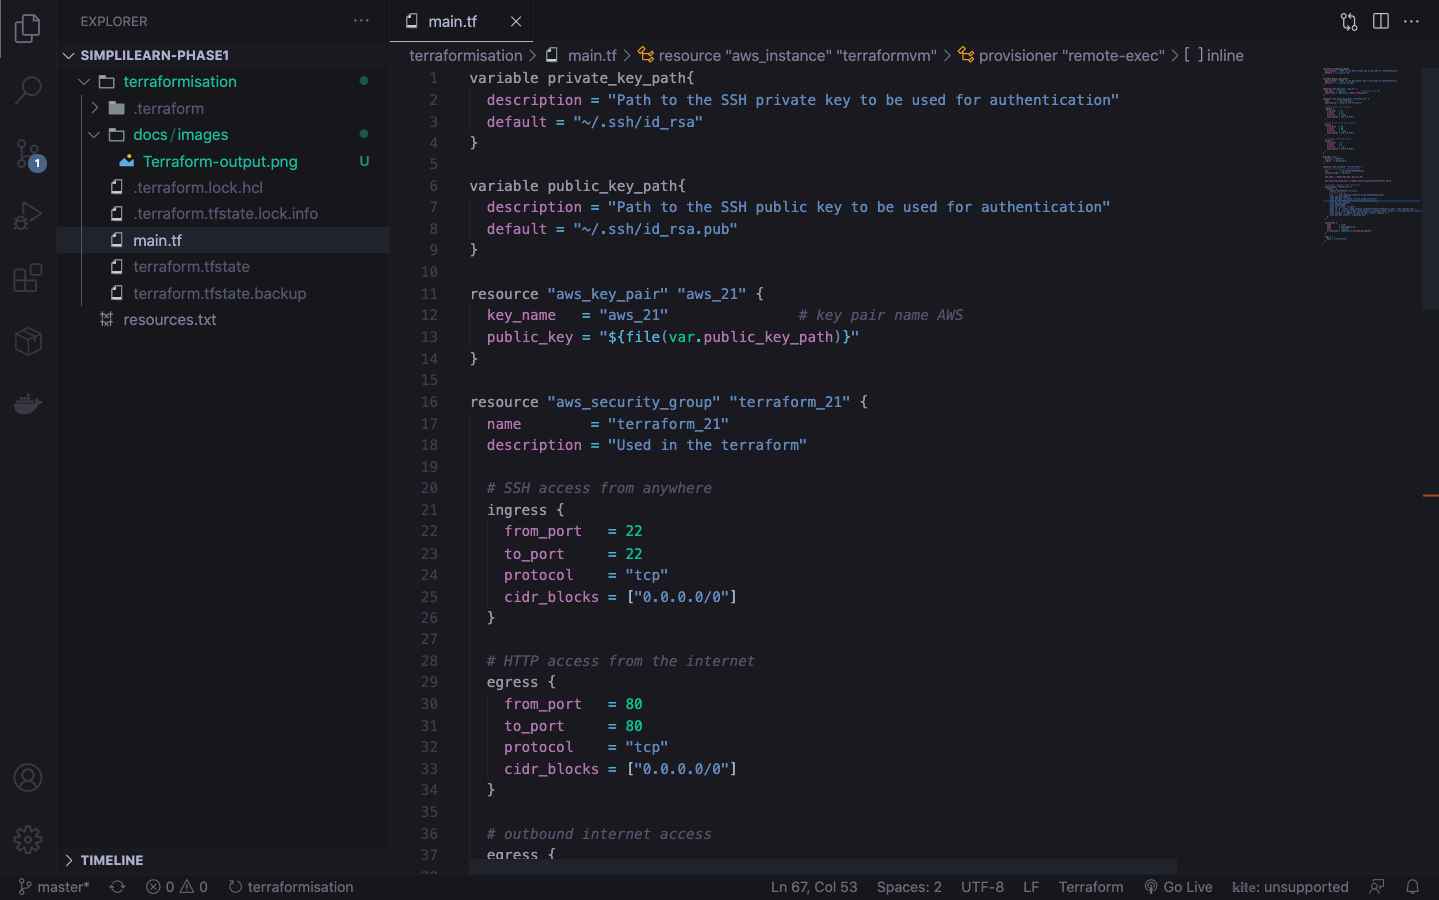 EXPLORER
SIMPLILEARN-PHASE1
terraformisation
.terraform
docs/images
Terraform-output.png U
.terraform.lock.hcl
.terraform.tfstate.lock.info
main.tf
terraform.tfstate
terraform.tfstate.backup
resources.txt
1
TIMELINE
main.tf
terraformisation > main.tf > resource "aws_instance" "terraformvm" > provisioner "remote-exec" > [ ] inline
1 variable private_key_path{
2   description = "Path to the SSH private key to be used for authentication"
3   default = "~/.ssh/id_rsa"
4 }
5
6 variable public_key_path{
7   description = "Path to the SSH public key to be used for authentication"
8   default = "~/.ssh/id_rsa.pub"
9 }
10
11 resource "aws_key_pair" "aws_21" {
12   key_name   = "aws_21"               # key pair name AWS
13   public_key = "${file(var.public_key_path)}"
14 }
15
16 resource "aws_security_group" "terraform_21" {
17   name        = "terraform_21"
18   description = "Used in the terraform"
19
20   # SSH access from anywhere
21   ingress {
22     from_port   = 22
23     to_port     = 22
24     protocol    = "tcp"
25     cidr_blocks = ["0.0.0.0/0"]
26   }
27
28   # HTTP access from the internet
29   egress {
30     from_port   = 80
31     to_port     = 80
32     protocol    = "tcp"
33     cidr_blocks = ["0.0.0.0/0"]
34   }
35
36   # outbound internet access
37   egress {
master* 0 0 terraformisation Ln 67, Col 53 Spaces: 2 UTF-8 LF Terraform Go Live kite: unsupported